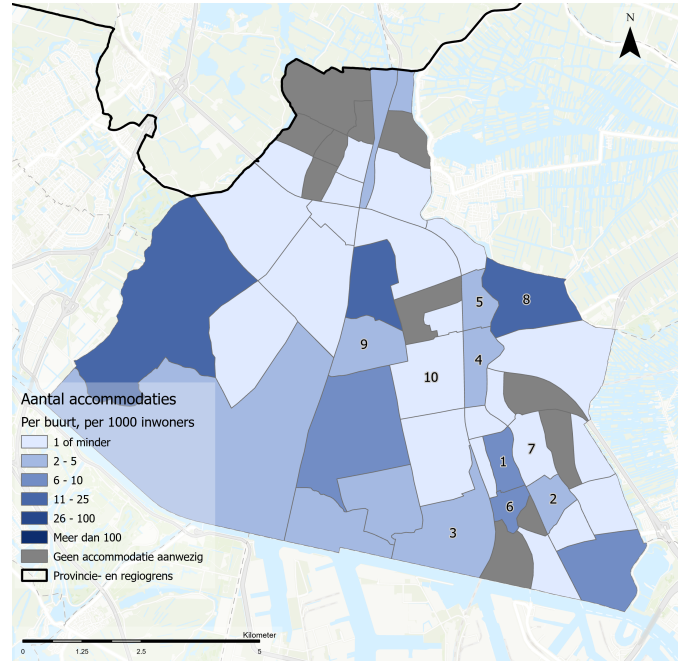 N
8
5
9
4
10
7
1
2
6
3
Aantal accommodaties
Per buurt, per 1000 inwoners
1 of minder
2 - 5
6 - 10
11 - 25
26 - 100
Meer dan 100
Geen accommodatie aanwezig
Provincie- en regiogrens
Kilometer
0 1.25 2.5 5